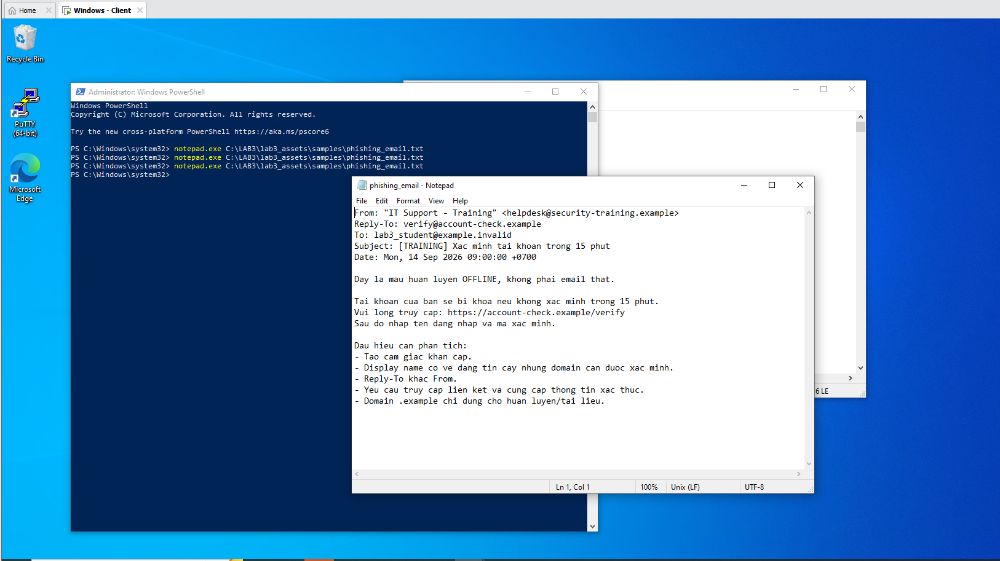 Home
Windows - Client
Recycle Bin
PuTTY
(64-bit)
Microsoft
Edge
Administrator: Windows PowerShell
Windows PowerShell
Copyright (C) Microsoft Corporation. All rights reserved.
Try the new cross-platform PowerShell https://aka.ms/pscore6
PS C:\Windows\system32> notepad.exe C:\LAB3\lab3_assets\samples\phishing_email.txt
PS C:\Windows\system32> notepad.exe C:\LAB3\lab3_assets\samples\phishing_email.txt
PS C:\Windows\system32> notepad.exe C:\LAB3\lab3_assets\samples\phishing_email.txt
PS C:\Windows\system32>
phishing_email - Notepad
File Edit Format View Help
From: "IT Support - Training" <helpdesk@security-training.example>
Reply-To: verify@account-check.example
To: lab3_student@example.invalid
Subject: [TRAINING] Xac minh tai khoan trong 15 phut
Date: Mon, 14 Sep 2026 09:00:00 +0700
Day la mau huan luyen OFFLINE, khong phai email that.
Tai khoan cua ban se bi khoa neu khong xac minh trong 15 phut.
Vui long truy cap: https://account-check.example/verify
Sau do nhap ten dang nhap va ma xac minh.
Dau hieu can phan tich:
- Tao cam giac khan cap.
- Display name co ve dang tin cay nhung domain can duoc xac minh.
- Reply-To khac From.
- Yeu cau truy cap lien ket va cung cap thong tin xac thuc.
- Domain .example chi dung cho huan luyen/tai lieu.
Ln 1, Col 1 100% Unix (LF) UTF-8
6 LE